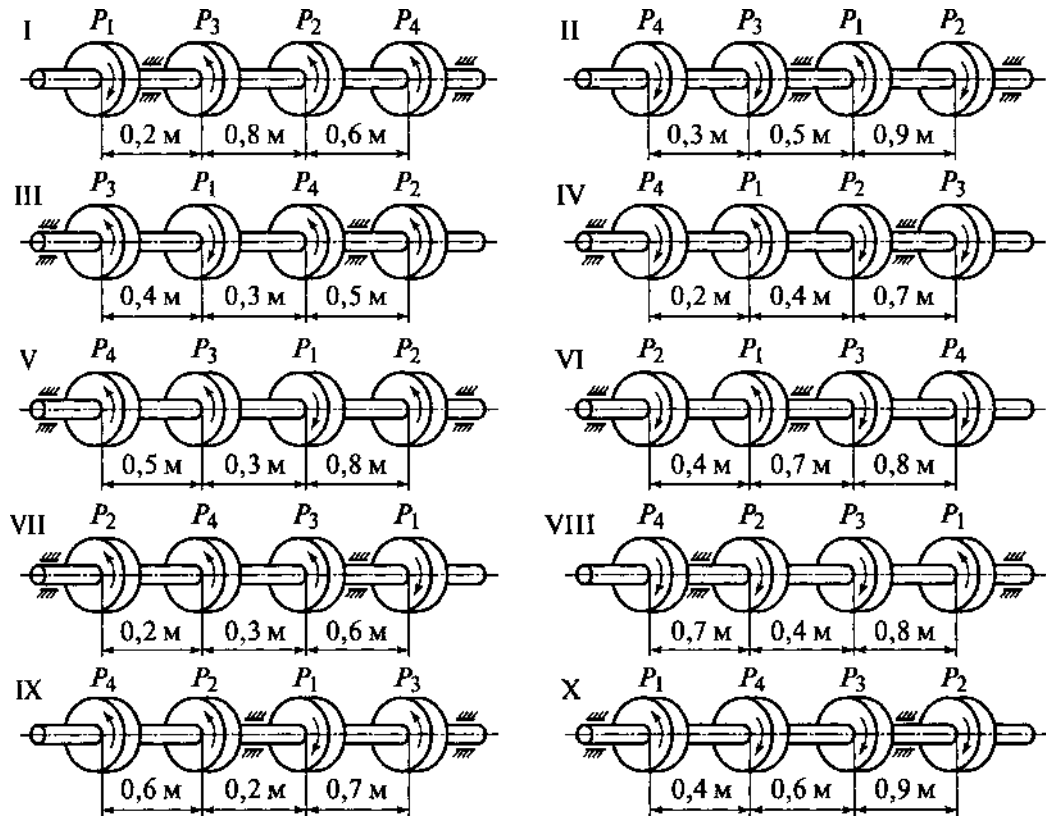 I P1 P3 P2 P4
0,2 м 0,8 м 0,6 м
II P4 P3 P1 P2
0,3 м 0,5 м 0,9 м
III P3 P1 P4 P2
0,4 м 0,3 м 0,5 м
IV P4 P1 P2 P3
0,2 м 0,4 м 0,7 м
V P4 P3 P1 P2
0,5 м 0,3 м 0,8 м
VI P2 P1 P3 P4
0,4 м 0,7 м 0,8 м
VII P2 P4 P3 P1
0,2 м 0,3 м 0,6 м
VIII P4 P2 P3 P1
0,7 м 0,4 м 0,8 м
IX P4 P2 P1 P3
0,6 м 0,2 м 0,7 м
X P1 P4 P3 P2
0,4 м 0,6 м 0,9 м